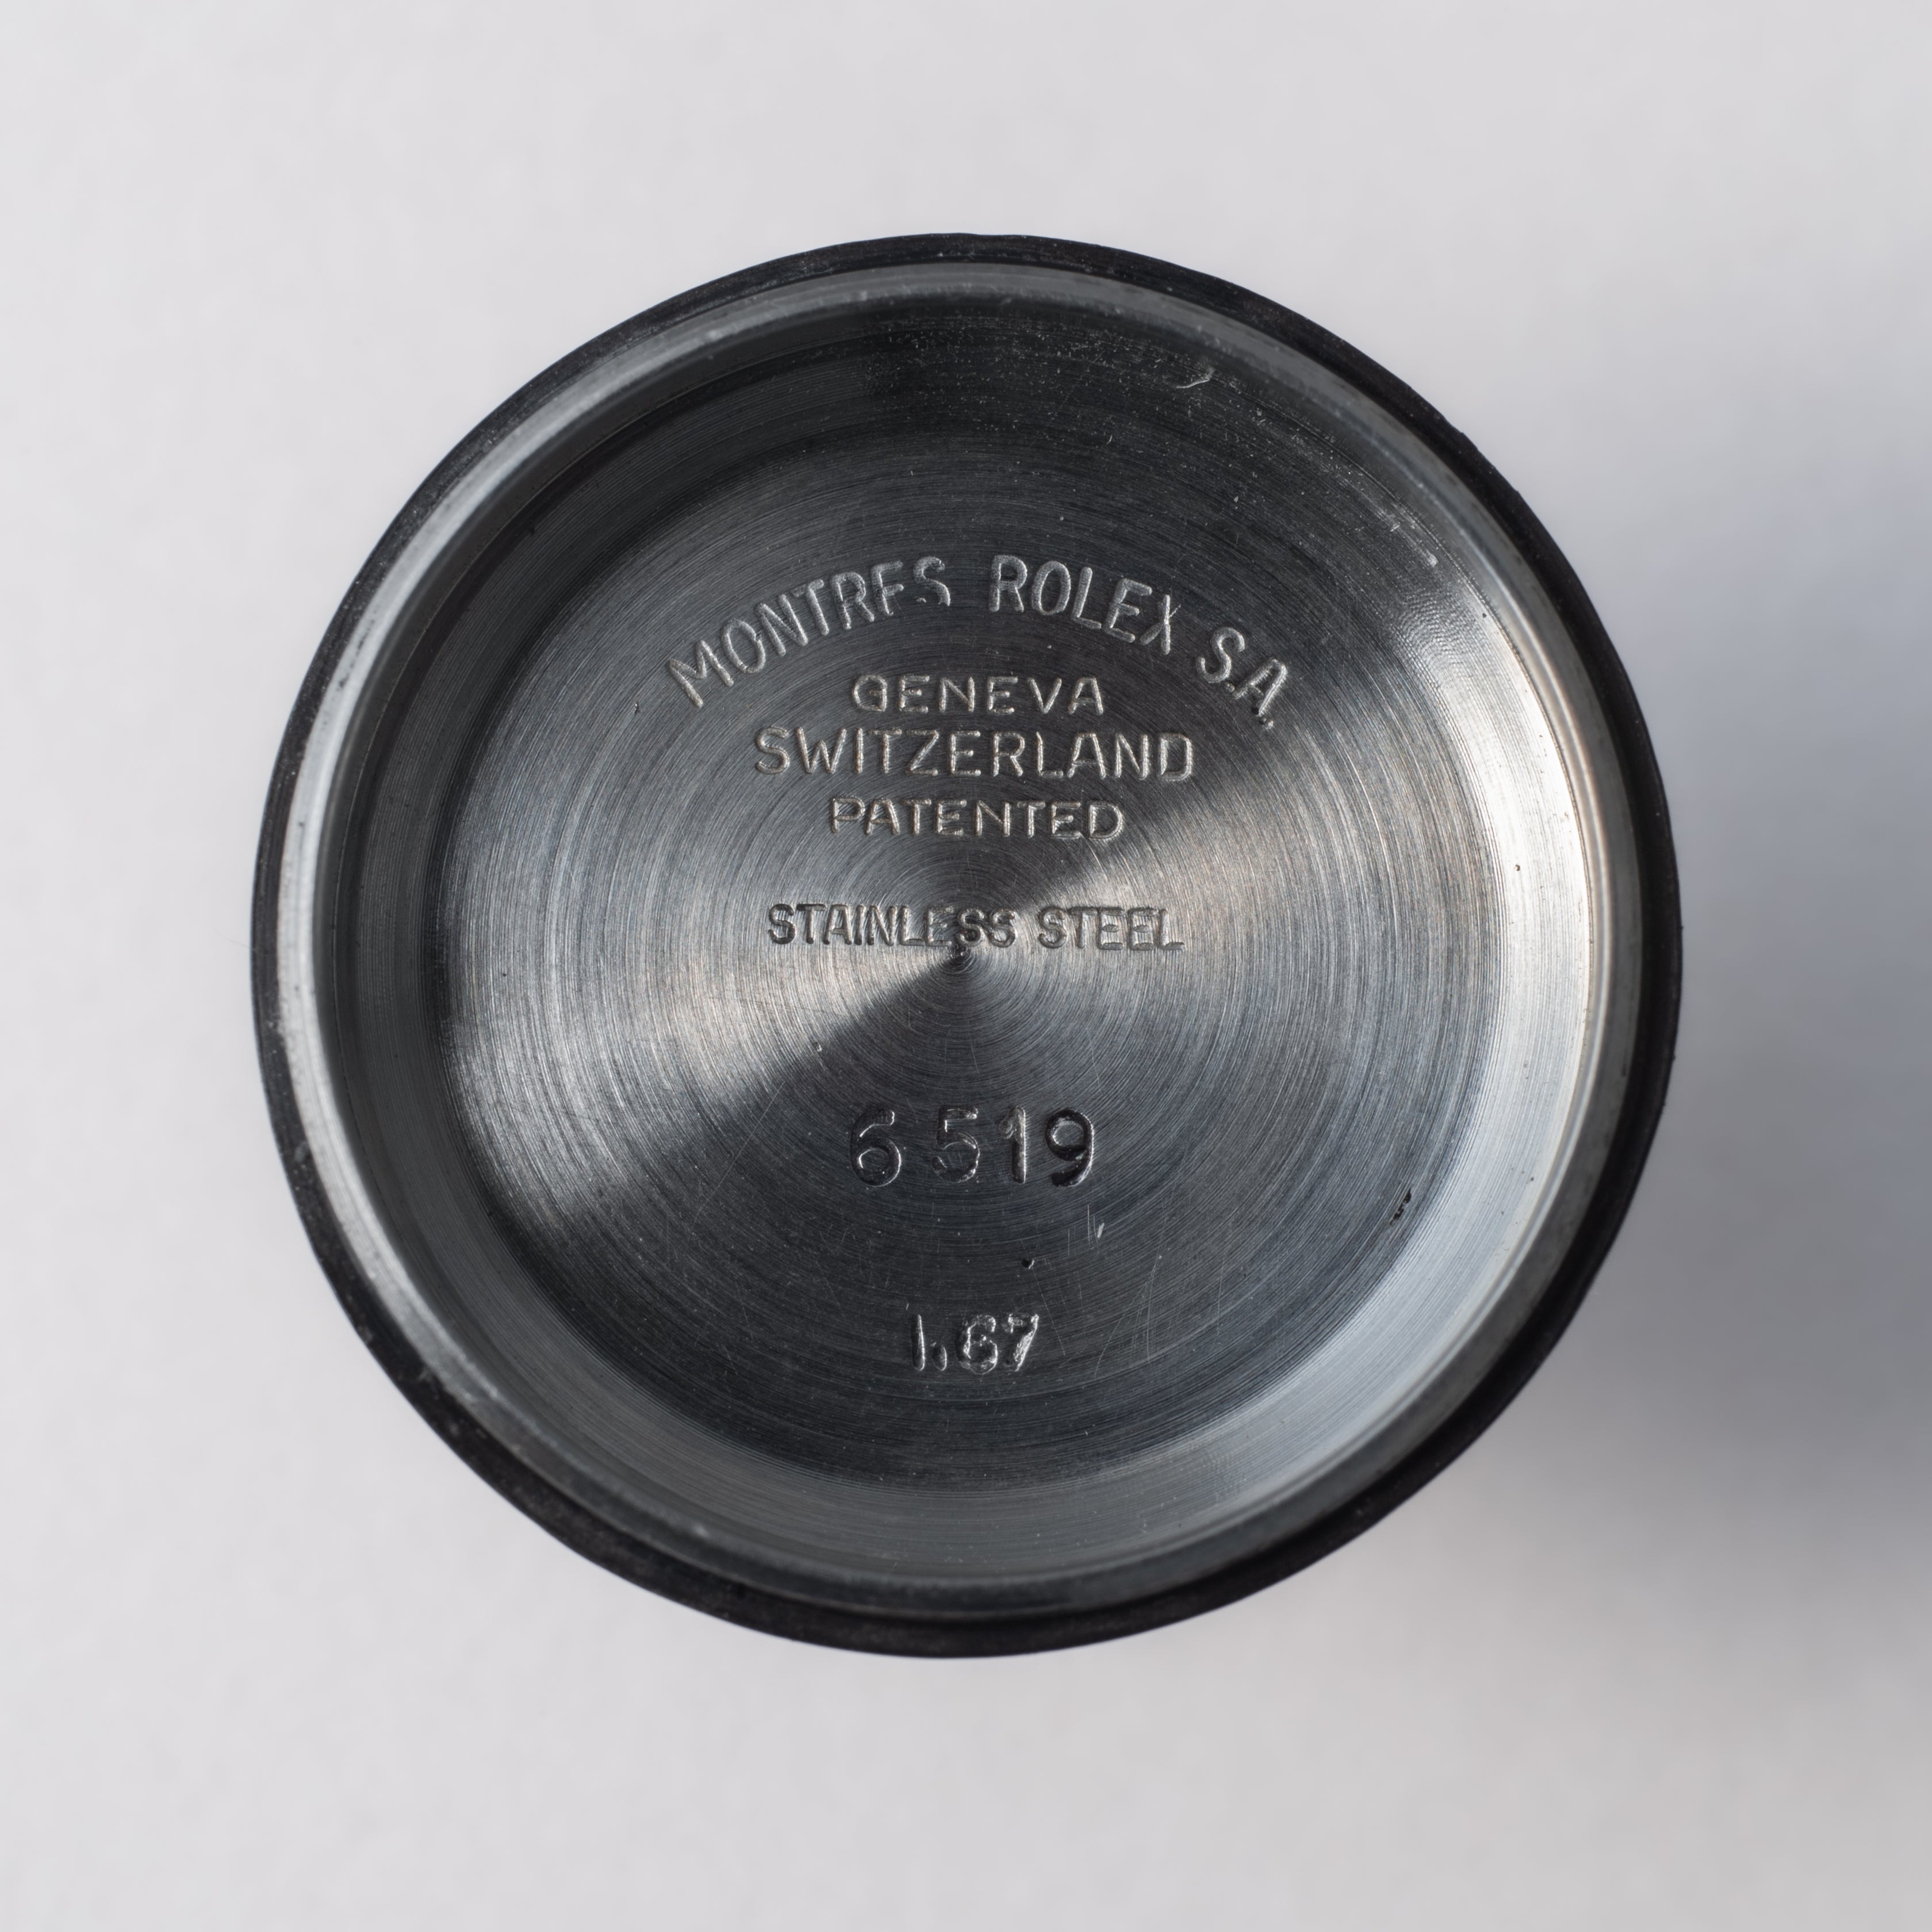 MONTRES ROLEX S.A.
GENEVA
SWITZERLAND
PATENTED
STAINLESS STEEL
6519
I.67